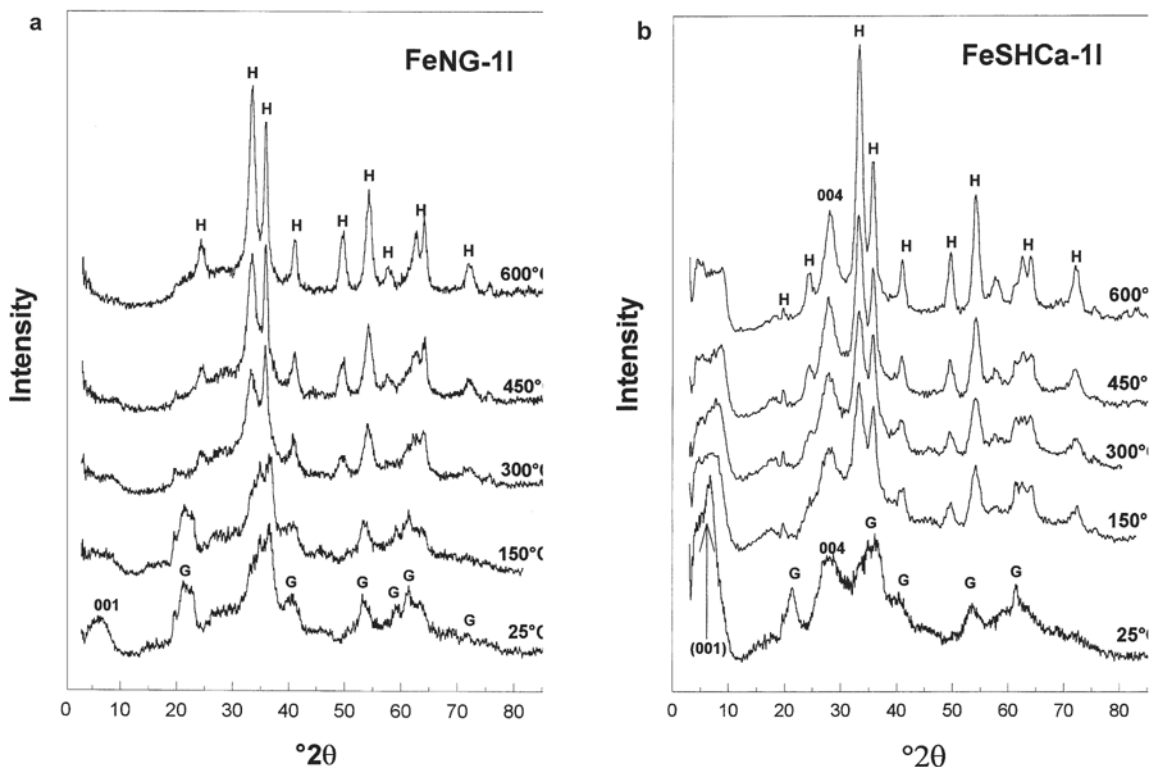 a
FeNG-1l
H
H
H
H
H
H
H
H
H
600°C
450°
300°C
150°C
25°C
001
G
G
G
G
G
G
Intensity
0 10 20 30 40 50 60 70 80
°2θ
b
FeSHCa-1l
H
H
004
H
H
H
H
H
H
H
600°
450°
300°
150°
25°
(001)
G
004
G
G
G
G
Intensity
0 10 20 30 40 50 60 70 80
°2θ